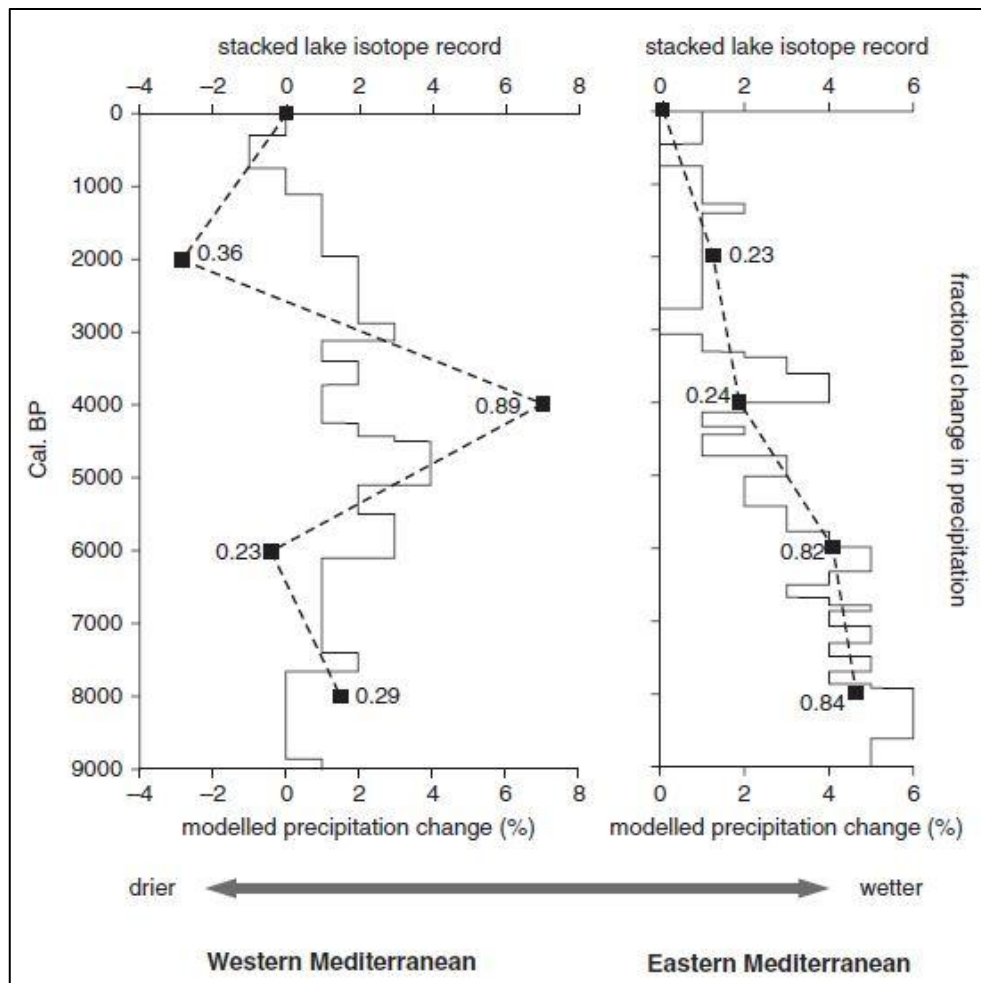 stacked lake isotope record
−4 −2 0 2 4 6 8
stacked lake isotope record
0 2 4 6
0
1000
2000
3000
4000
5000
6000
7000
8000
9000
Cal. BP
0.36
0.89
0.23
0.29
0.23
0.24
0.82
0.84
fractional change in precipitation
−4 −2 0 2 4 6 8
modelled precipitation change (%)
0 2 4 6
modelled precipitation change (%)
drier wetter
Western Mediterranean
Eastern Mediterranean